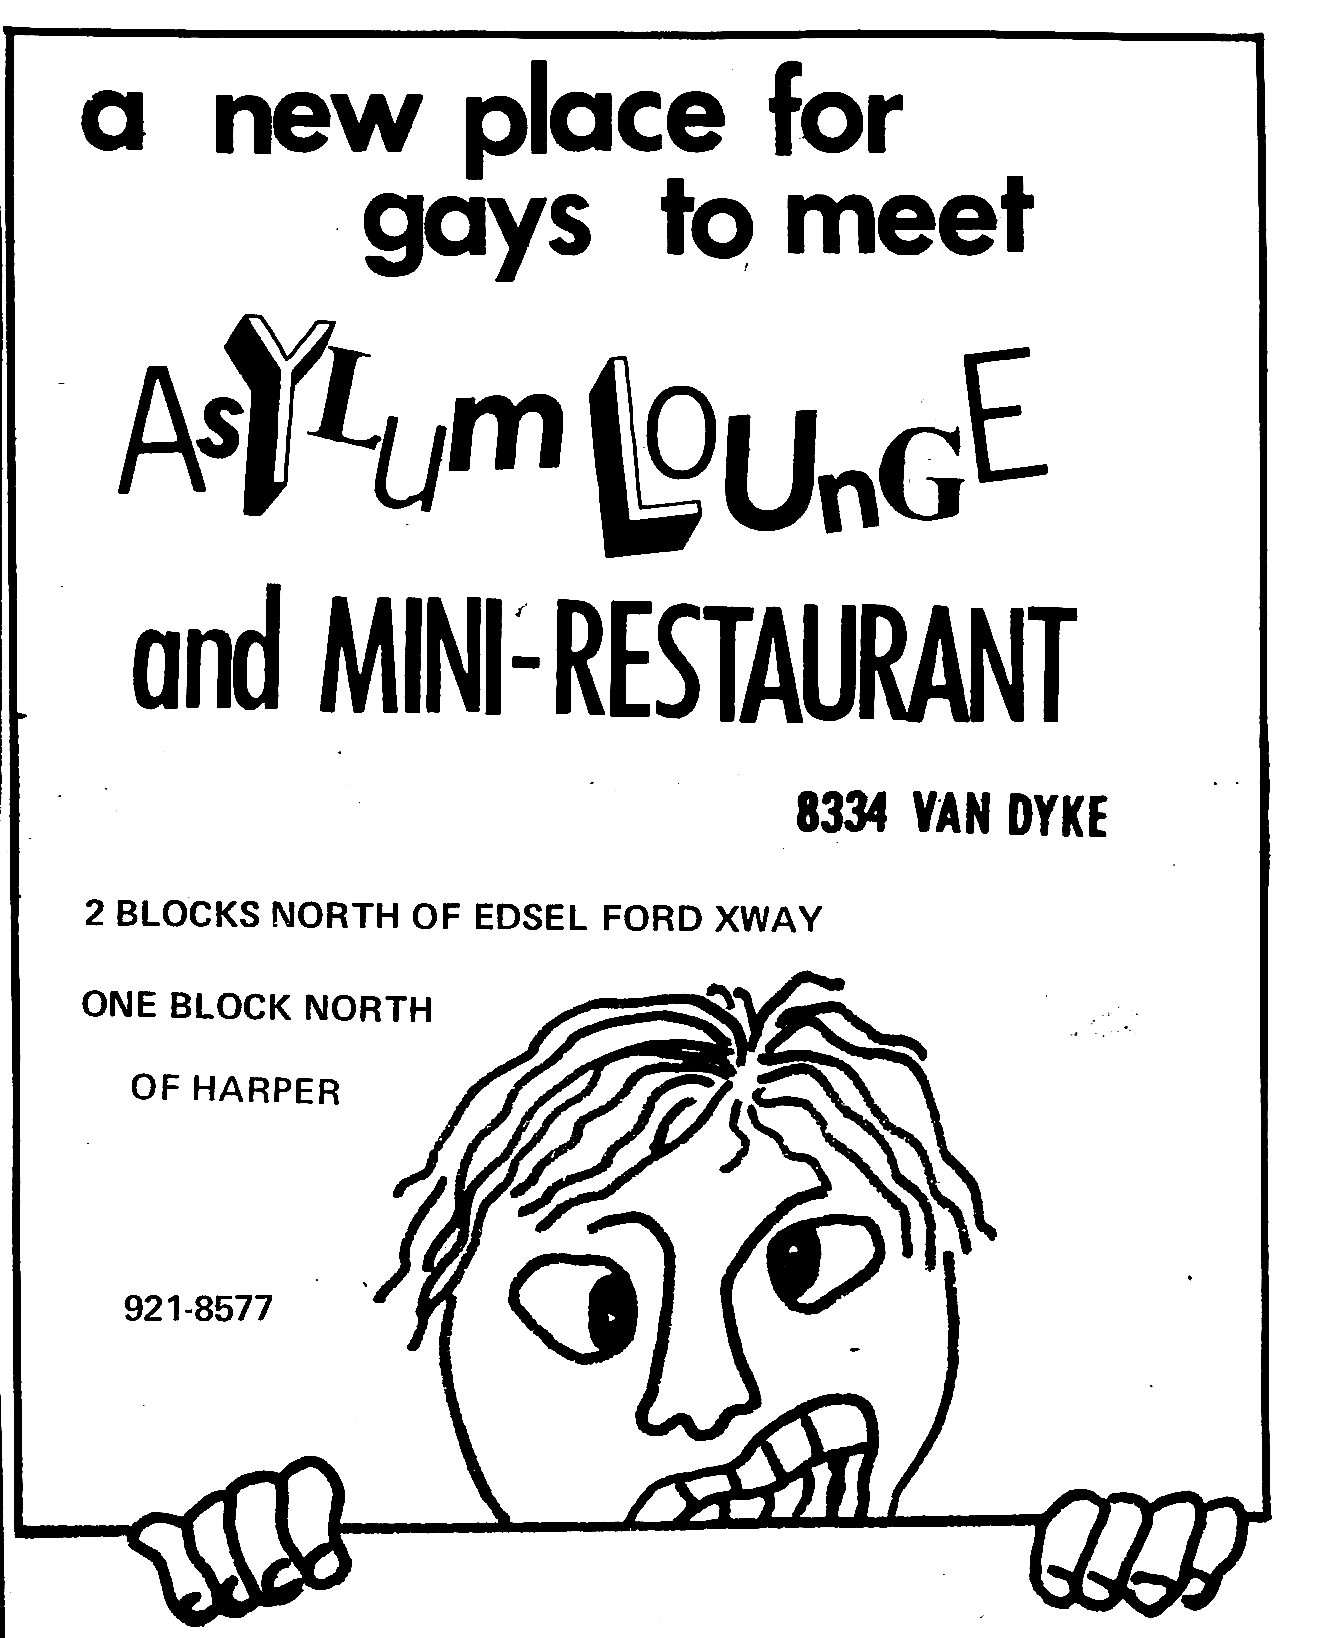 a new place for
gays to meet
AsYLum LOUnGE
and MINI-RESTAURANT
8334 VAN DYKE
2 BLOCKS NORTH OF EDSEL FORD XWAY
ONE BLOCK NORTH
OF HARPER
921-8577